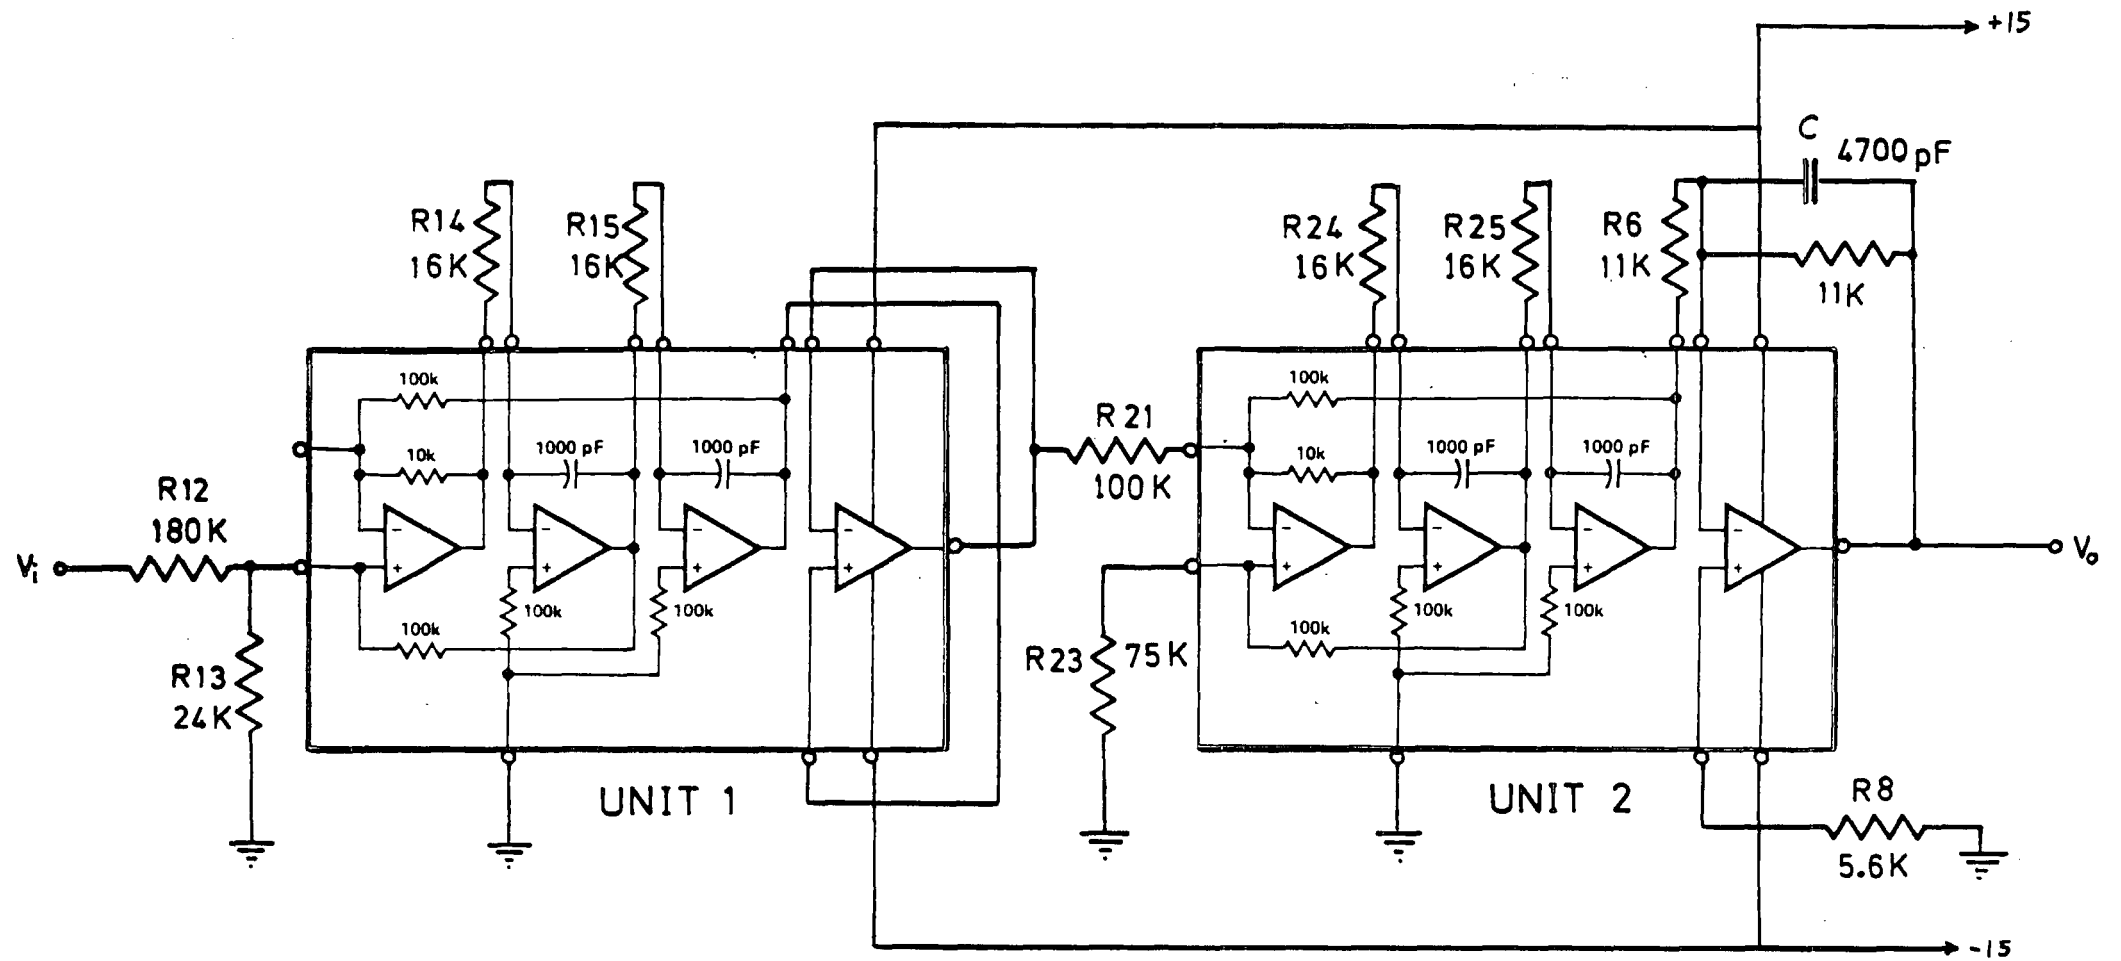 +15
C
4700 pF
R14
16K
R15
16K
R24
16K
R25
16K
R6
11K
11K
100k
10k
1000 pF
1000 pF
R12
180K
Vi
-
+
-
+
-
+
-
+
100k
100k
100k
R13
24K
UNIT 1
R21
100K
100k
10k
1000 pF
1000 pF
-
+
-
+
-
+
-
+
Vo
100k
100k
100k
R23
75K
UNIT 2
R8
5.6K
-15